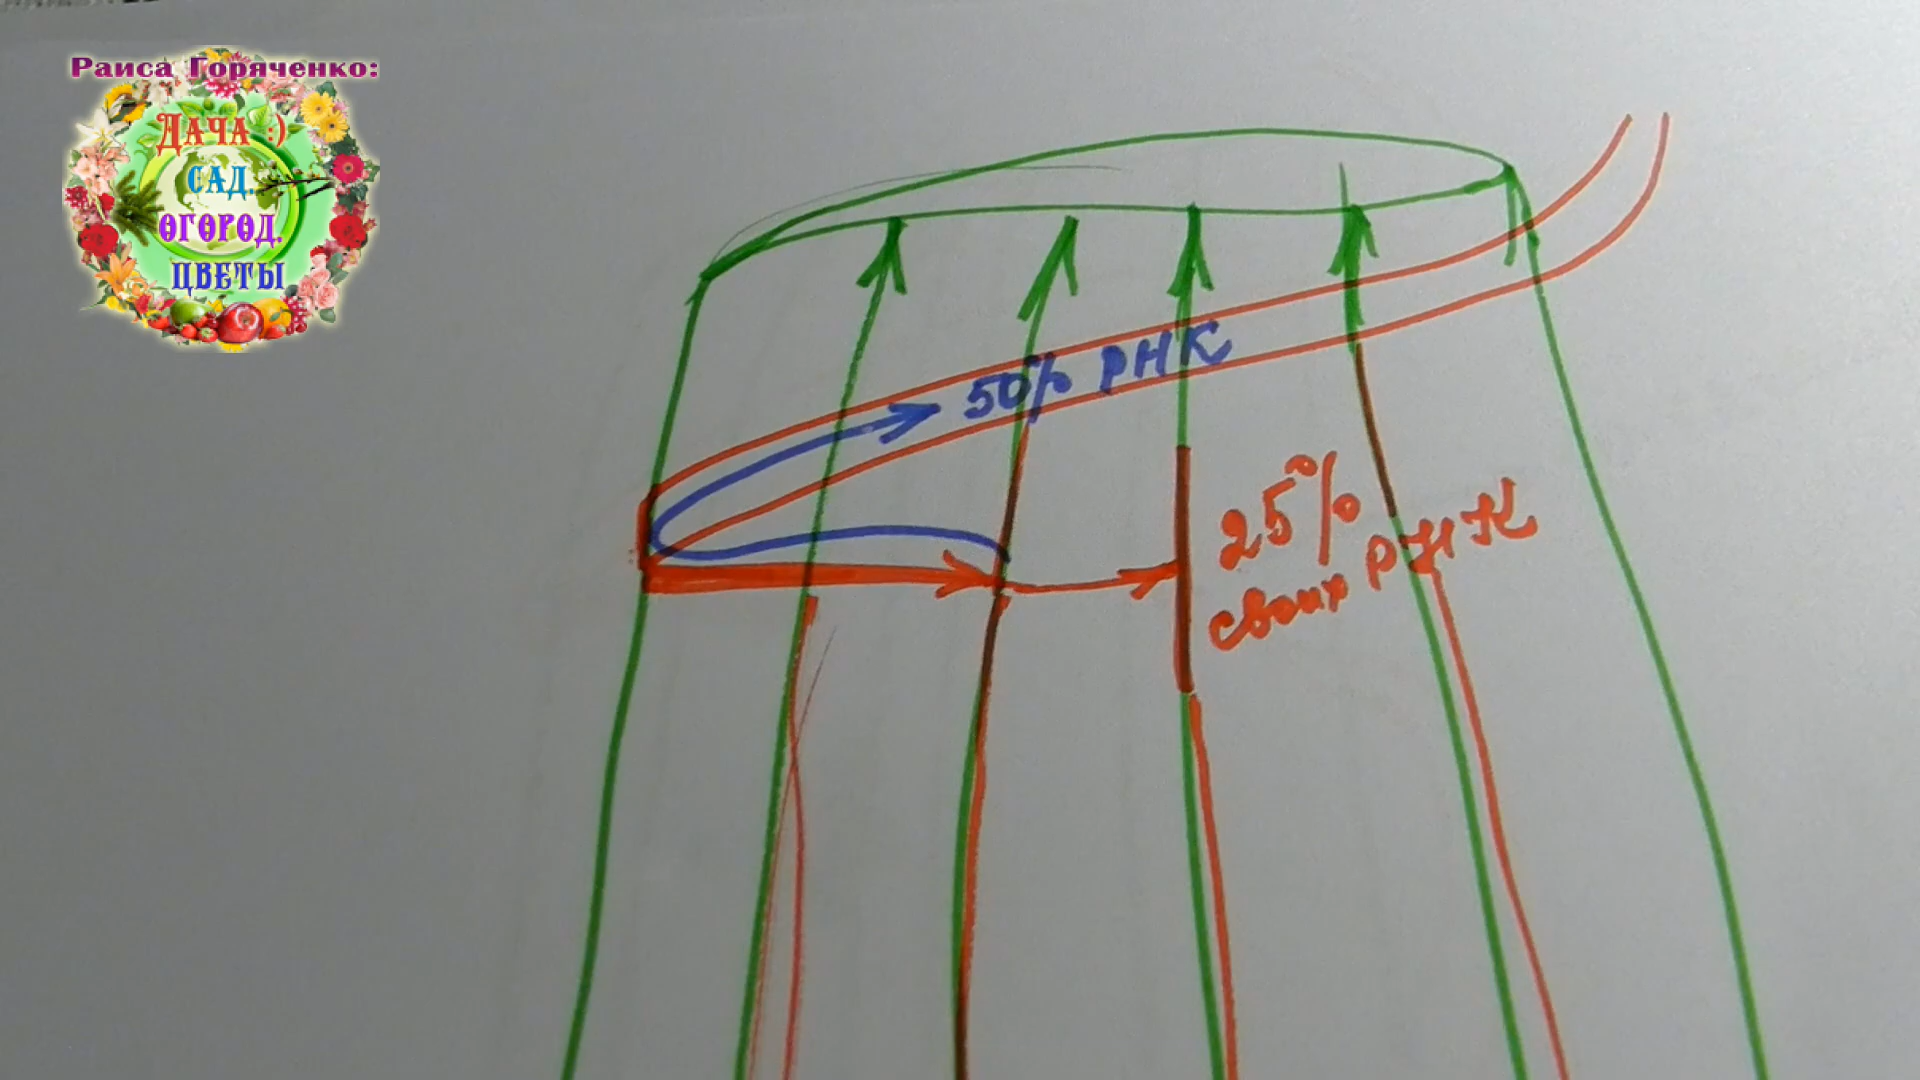 Раиса Горяченко:
Дача :)
сад.
огород.
цветы
50% РНК
25%
своих РНК